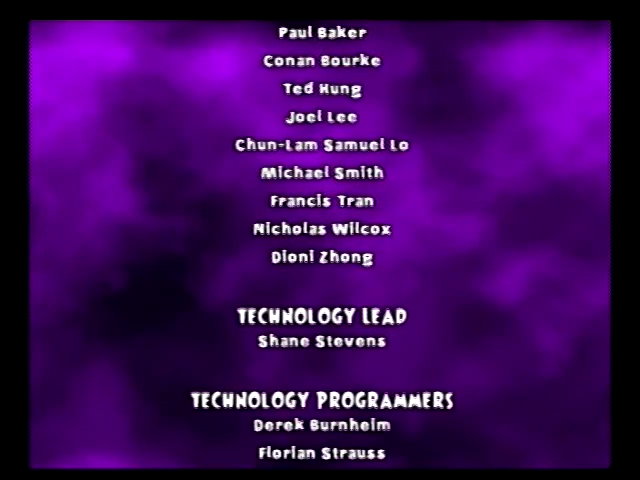 Paul Baker
Conan Bourke
Ted Hung
Joel Lee
Chun-Lam Samuel Lo
Michael Smith
Francis Tran
Nicholas Wilcox
Dioni Zhong
TECHNOLOGY LEAD
Shane Stevens
TECHNOLOGY PROGRAMMERS
Derek Burnheim
Florian Strauss